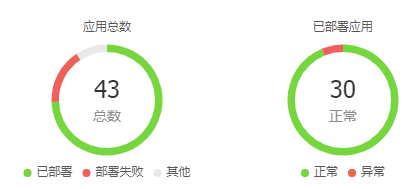 应用总数
43
总数
已部署 部署失败 其他
已部署应用
30
正常
正常 异常